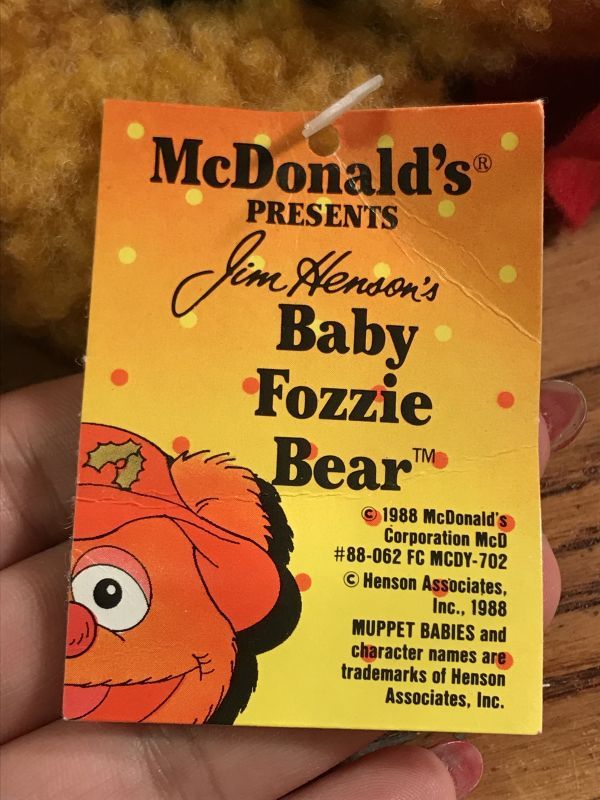 McDonald's®
PRESENTS
Jim Henson's
Baby
Fozzie
Bear™
© 1988 McDonald's
Corporation McD
#88-062 FC MCDY-702
© Henson Associates,
Inc., 1988
MUPPET BABIES and
character names are
trademarks of Henson
Associates, Inc.